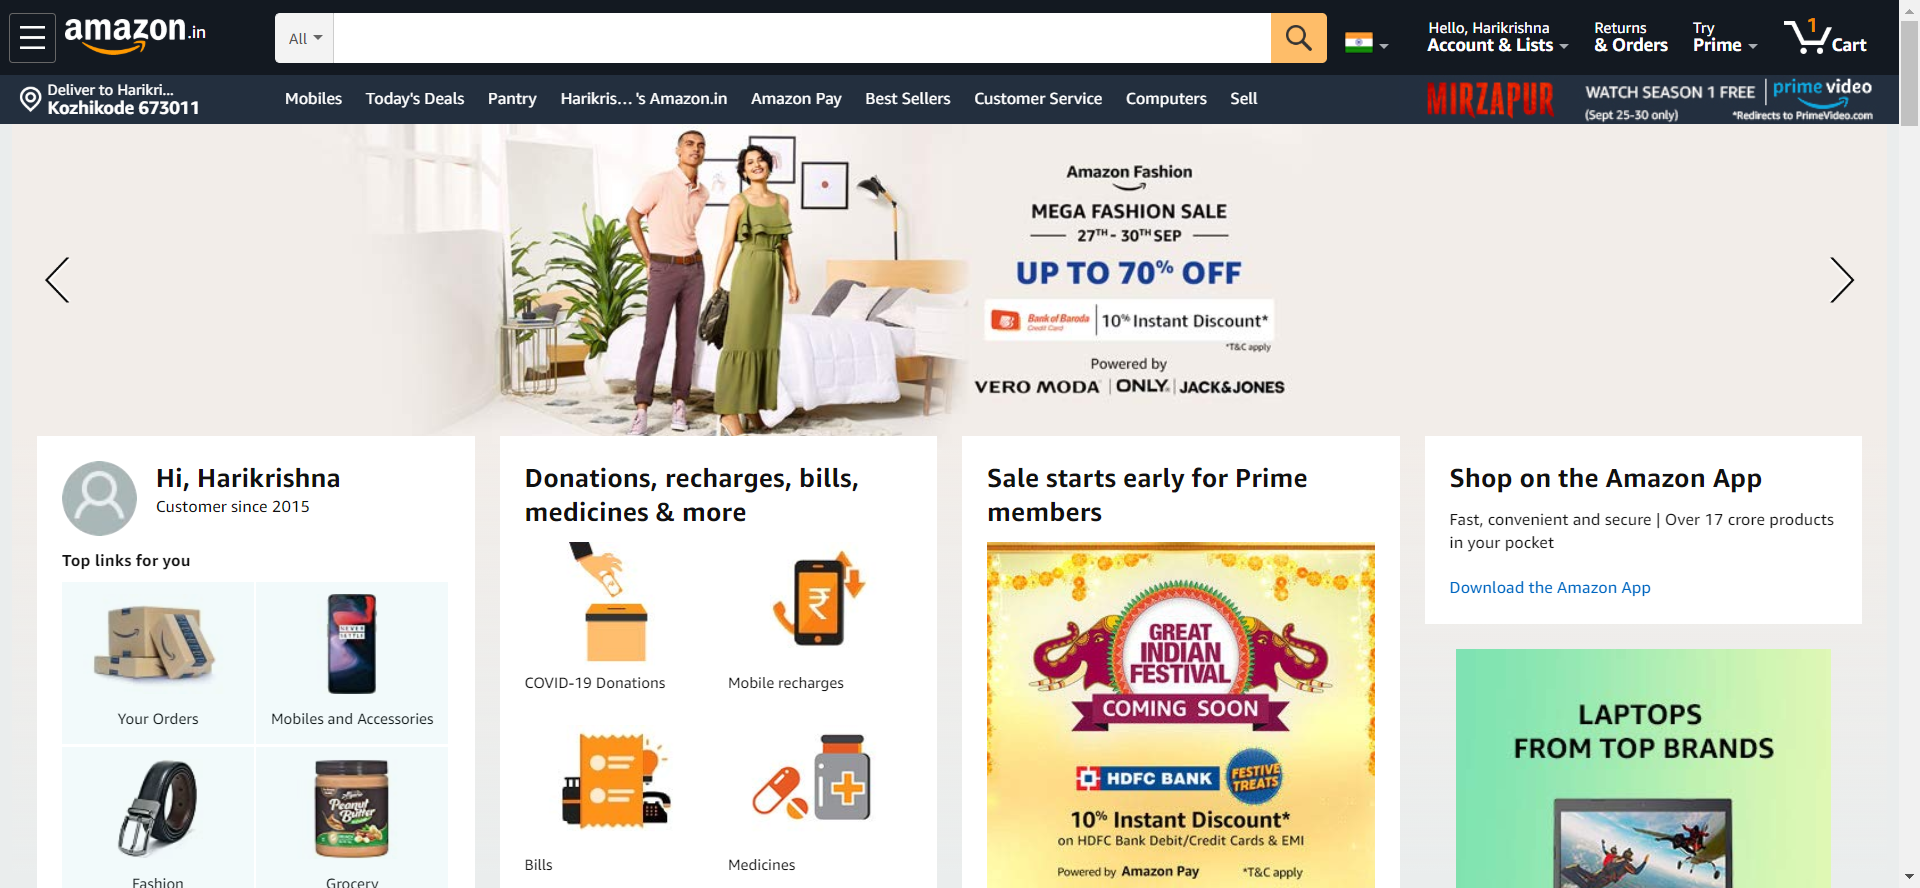 amazon.in
All
Hello, Harikrishna
Account & Lists
Returns
& Orders
Try
Prime
1
Cart
Deliver to Harikri...
Kozhikode 673011
Mobiles
Today's Deals
Pantry
Harikris... 's Amazon.in
Amazon Pay
Best Sellers
Customer Service
Computers
Sell
MIRZAPUR
WATCH SEASON 1 FREE
(Sept 25-30 only)
prime video
*Redirects to PrimeVideo.com
Amazon Fashion
MEGA FASHION SALE
27TH - 30TH SEP
UP TO 70% OFF
Bank of Baroda
Credit Card
10% Instant Discount*
*T&C apply
Powered by
VERO MODA | ONLY | JACK&JONES
Hi, Harikrishna
Customer since 2015
Top links for you
NEVER
SETTLE
Your Orders
Mobiles and Accessories
Peanut
Butter
Fashion
Grocery
Donations, recharges, bills,
medicines & more
₹
COVID-19 Donations
Mobile recharges
Bills
Medicines
Sale starts early for Prime
members
GREAT
INDIAN
FESTIVAL
COMING SOON
HDFC BANK
FESTIVE
TREATS
10% Instant Discount*
on HDFC Bank Debit/Credit Cards & EMI
Powered by Amazon Pay
*T&C apply
Shop on the Amazon App
Fast, convenient and secure | Over 17 crore products
in your pocket
Download the Amazon App
LAPTOPS
FROM TOP BRANDS